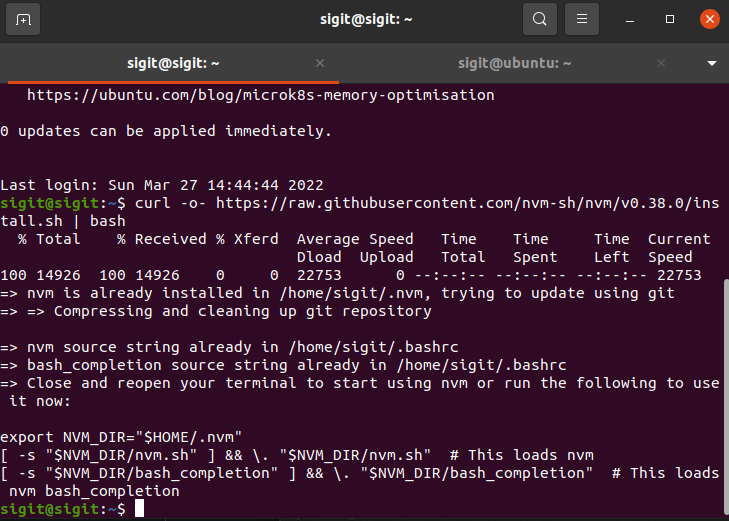 sigit@sigit: ~
sigit@sigit: ~
sigit@ubuntu: ~
https://ubuntu.com/blog/microk8s-memory-optimisation
0 updates can be applied immediately.
Last login: Sun Mar 27 14:44:44 2022
sigit@sigit:~$ curl -o- https://raw.githubusercontent.com/nvm-sh/nvm/v0.38.0/ins
tall.sh | bash
  % Total    % Received % Xferd  Average Speed   Time    Time     Time  Current
                                 Dload  Upload   Total   Spent    Left  Speed
100 14926  100 14926    0     0  22753      0 --:--:-- --:--:-- --:--:-- 22753
=> nvm is already installed in /home/sigit/.nvm, trying to update using git
=> => Compressing and cleaning up git repository
=> nvm source string already in /home/sigit/.bashrc
=> bash_completion source string already in /home/sigit/.bashrc
=> Close and reopen your terminal to start using nvm or run the following to use
 it now:
export NVM_DIR="$HOME/.nvm"
[ -s "$NVM_DIR/nvm.sh" ] && \. "$NVM_DIR/nvm.sh"  # This loads nvm
[ -s "$NVM_DIR/bash_completion" ] && \. "$NVM_DIR/bash_completion"  # This loads
 nvm bash_completion
sigit@sigit:~$